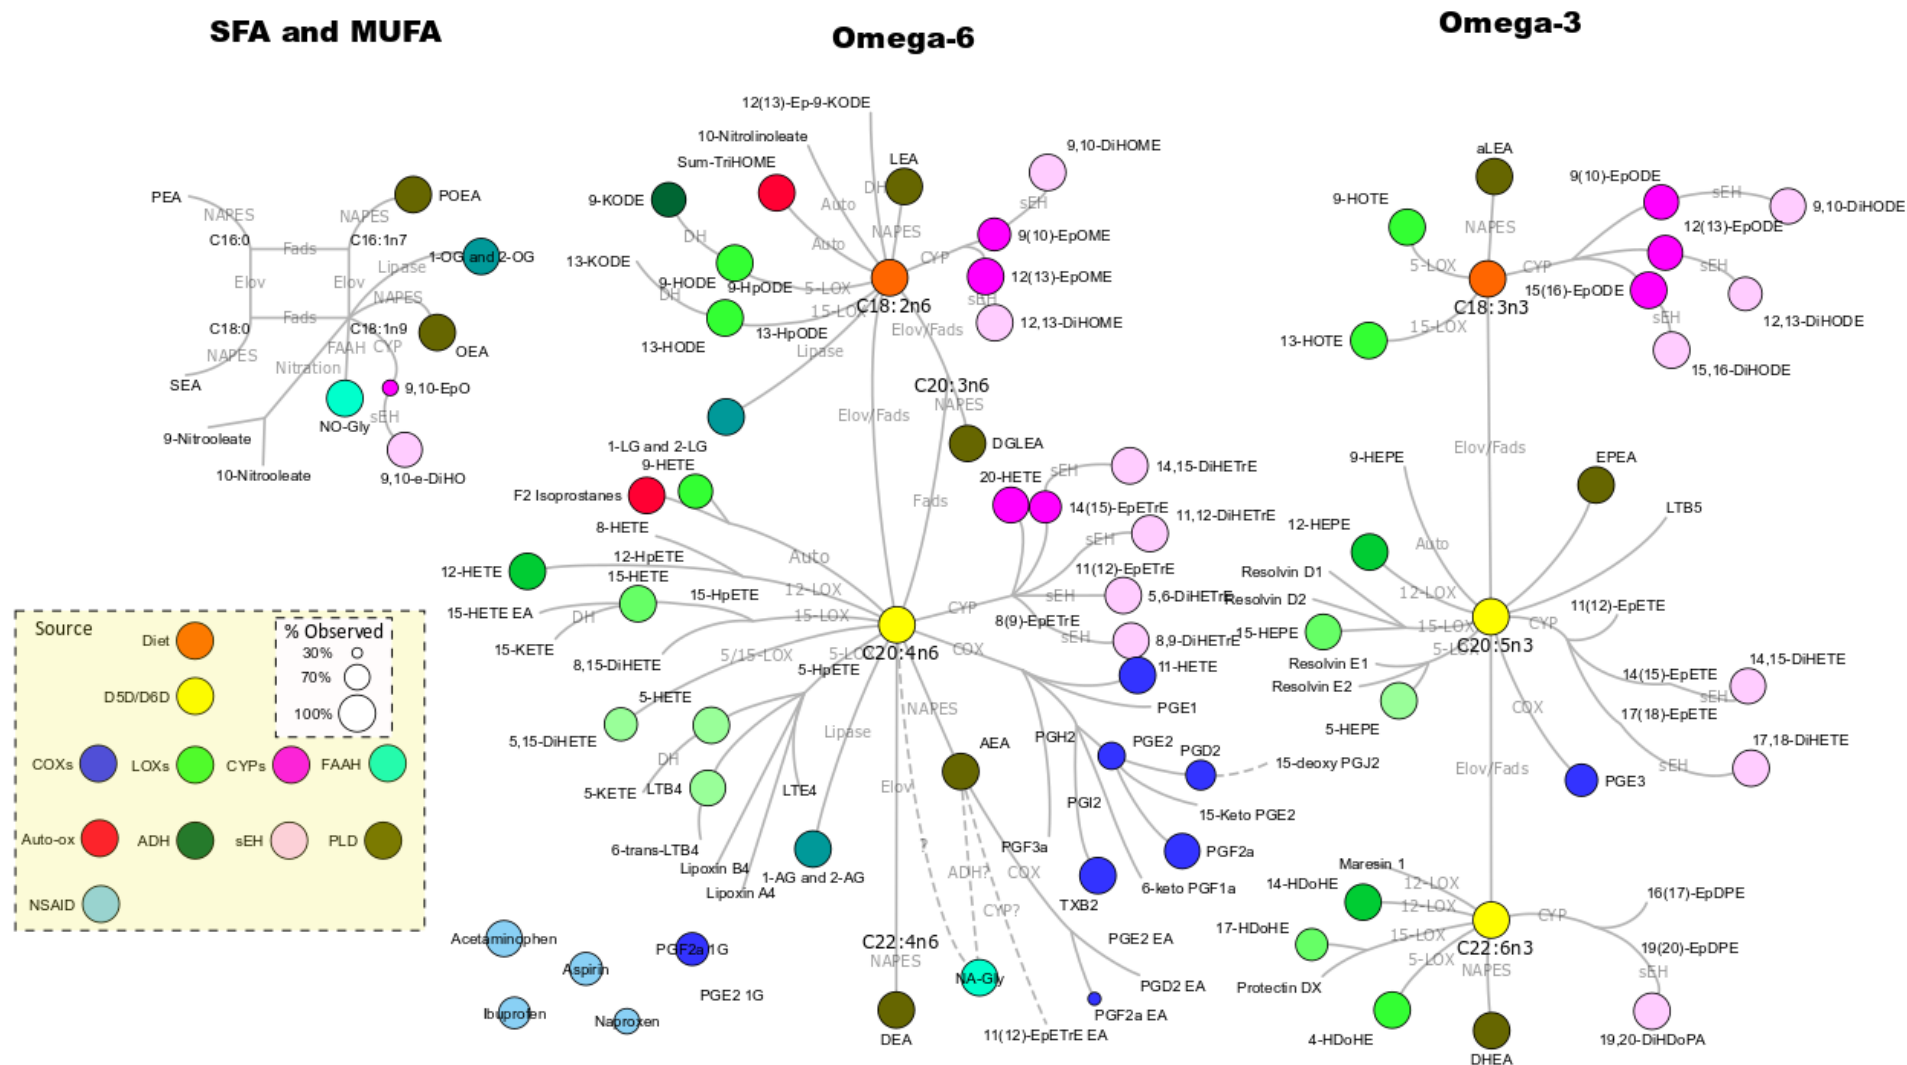 SFA and MUFA
Omega-6
Omega-3
PEA
NAPES
C16:0
Fads
NAPES
POEA
C16:1n7
1-OG and 2-OG
Lipase
Elov
Elov
NAPES
C18:0
Fads
C18:1n9
OEA
NAPES
SEA
FAAH
CYP
Nitration
9,10-EpO
NO-Gly
sEH
9-Nitrooleate
10-Nitrooleate
9,10-e-DiHO
12(13)-Ep-9-KODE
10-Nitrolinoleate
Sum-TriHOME
LEA
9,10-DiHOME
DH
9-KODE
Auto
sEH
NAPES
DH
Auto
9(10)-EpOME
CYP
13-KODE
12(13)-EpOME
9-HODE
9-HpODE
5-LOX
DH
sEH
15-LOX
C18:2n6
12,13-DiHOME
13-HpODE
Elov/Fads
13-HODE
Lipase
C20:3n6
NAPES
Elov/Fads
1-LG and 2-LG
DGLEA
9-HETE
F2 Isoprostanes
20-HETE
sEH
14,15-DiHETrE
Fads
14(15)-EpETrE
11,12-DiHETrE
8-HETE
sEH
12-HpETE
Auto
12-HETE
15-HETE
11(12)-EpETrE
15-HpETE
12-LOX
sEH
5,6-DiHETrE
15-HETE EA
DH
15-LOX
CYP
8(9)-EpETrE
15-KETE
sEH
8,9-DiHETrE
8,15-DiHETE
5/15-LOX
5-LOX
C20:4n6
COX
5-HpETE
11-HETE
5-HETE
NAPES
PGE1
5,15-DiHETE
Lipase
AEA
PGH2
PGE2
PGD2
DH
15-deoxy PGJ2
5-KETE
LTB4
LTE4
Elov
PGI2
15-Keto PGE2
6-trans-LTB4
?
PGF3a
PGF2a
Lipoxin B4
1-AG and 2-AG
ADH?
COX
Lipoxin A4
6-keto PGF1a
TXB2
CYP?
C22:4n6
NAPES
PGE2 EA
NA-Gly
PGD2 EA
PGF2a EA
DEA
11(12)-EpETrE EA
Acetaminophen
PGF2a 1G
Aspirin
PGE2 1G
Ibuprofen
Naproxen
aLEA
9-HOTE
9(10)-EpODE
sEH
9,10-DiHODE
NAPES
12(13)-EpODE
5-LOX
CYP
sEH
15(16)-EpODE
C18:3n3
15-LOX
sEH
12,13-DiHODE
13-HOTE
15,16-DiHODE
Elov/Fads
9-HEPE
EPEA
LTB5
12-HEPE
Auto
Resolvin D1
12-LOX
Resolvin D2
11(12)-EpETE
15-HEPE
15-LOX
CYP
C20:5n3
5-LOX
Resolvin E1
14,15-DiHETE
14(15)-EpETE
Resolvin E2
sEH
COX
17(18)-EpETE
5-HEPE
17,18-DiHETE
sEH
Elov/Fads
PGE3
Maresin 1
12-LOX
14-HDoHE
16(17)-EpDPE
12-LOX
CYP
17-HDoHE
15-LOX
C22:6n3
19(20)-EpDPE
5-LOX
NAPES
sEH
Protectin DX
4-HDoHE
19,20-DiHDoPA
DHEA
Source
Diet
% Observed
30%
70%
100%
D5D/D6D
COXs
LOXs
CYPs
FAAH
Auto-ox
ADH
sEH
PLD
NSAID